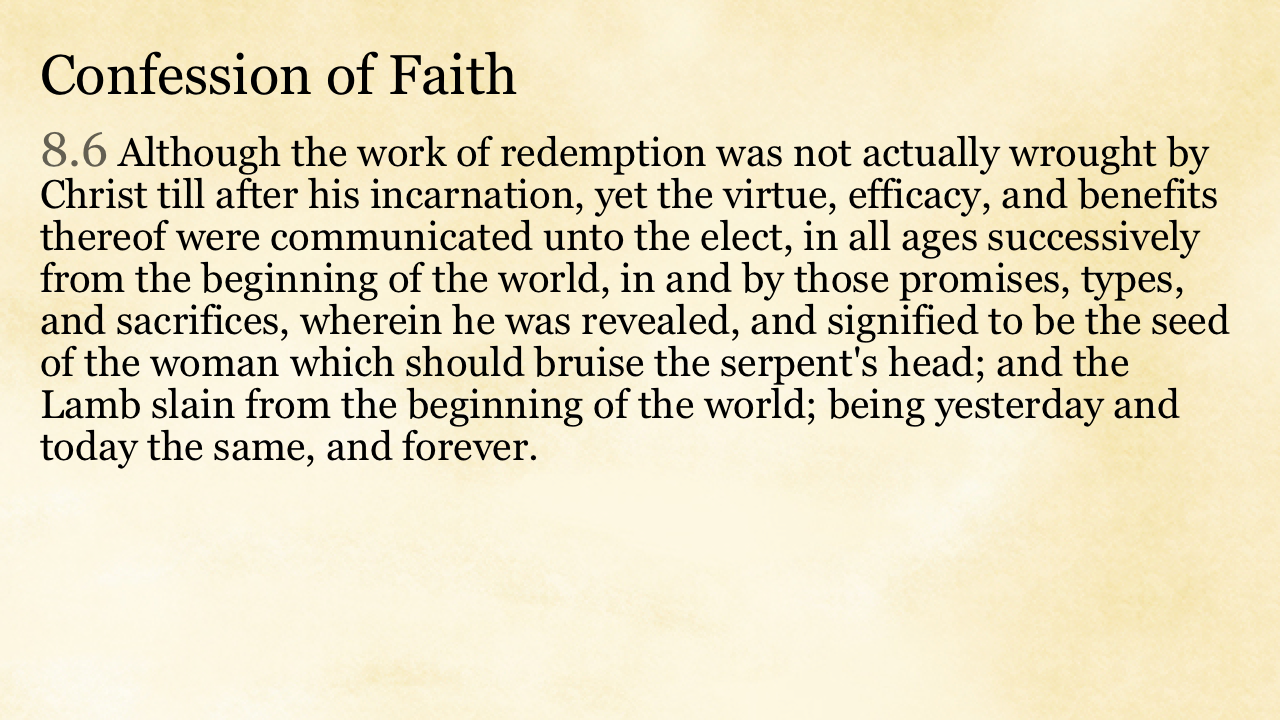 Confession of Faith
8.6 Although the work of redemption was not actually wrought by
Christ till after his incarnation, yet the virtue, efficacy, and benefits
thereof were communicated unto the elect, in all ages successively
from the beginning of the world, in and by those promises, types,
and sacrifices, wherein he was revealed, and signified to be the seed
of the woman which should bruise the serpent's head; and the
Lamb slain from the beginning of the world; being yesterday and
today the same, and forever.